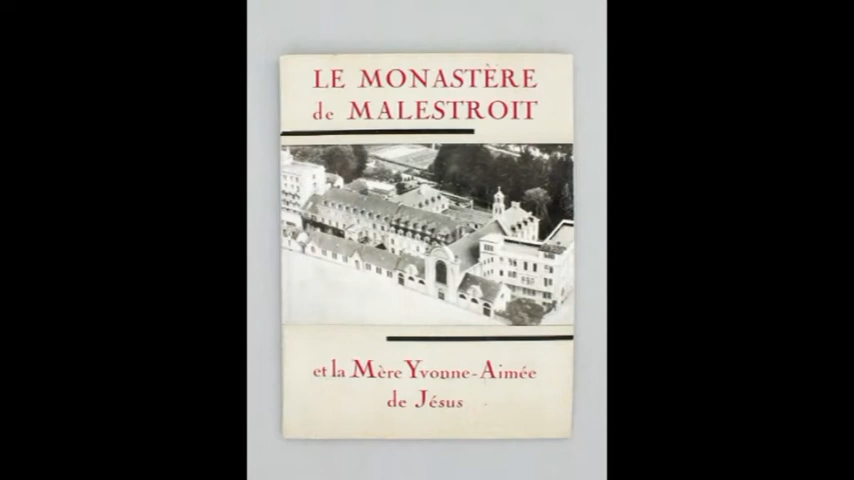 LE MONASTÈRE
de MALESTROIT
et la Mère Yvonne-Aimée
de Jésus